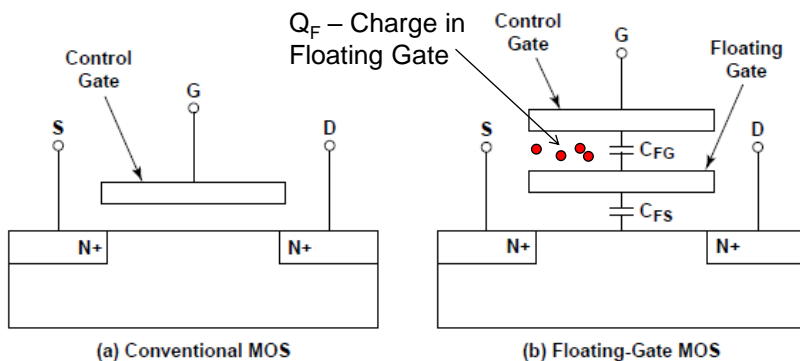 Control
Gate
G
S
D
N+
N+
(a) Conventional MOS
Q_F – Charge in
Floating Gate
Control
Gate
G
Floating
Gate
S
D
C_FG
C_FS
N+
N+
(b) Floating-Gate MOS